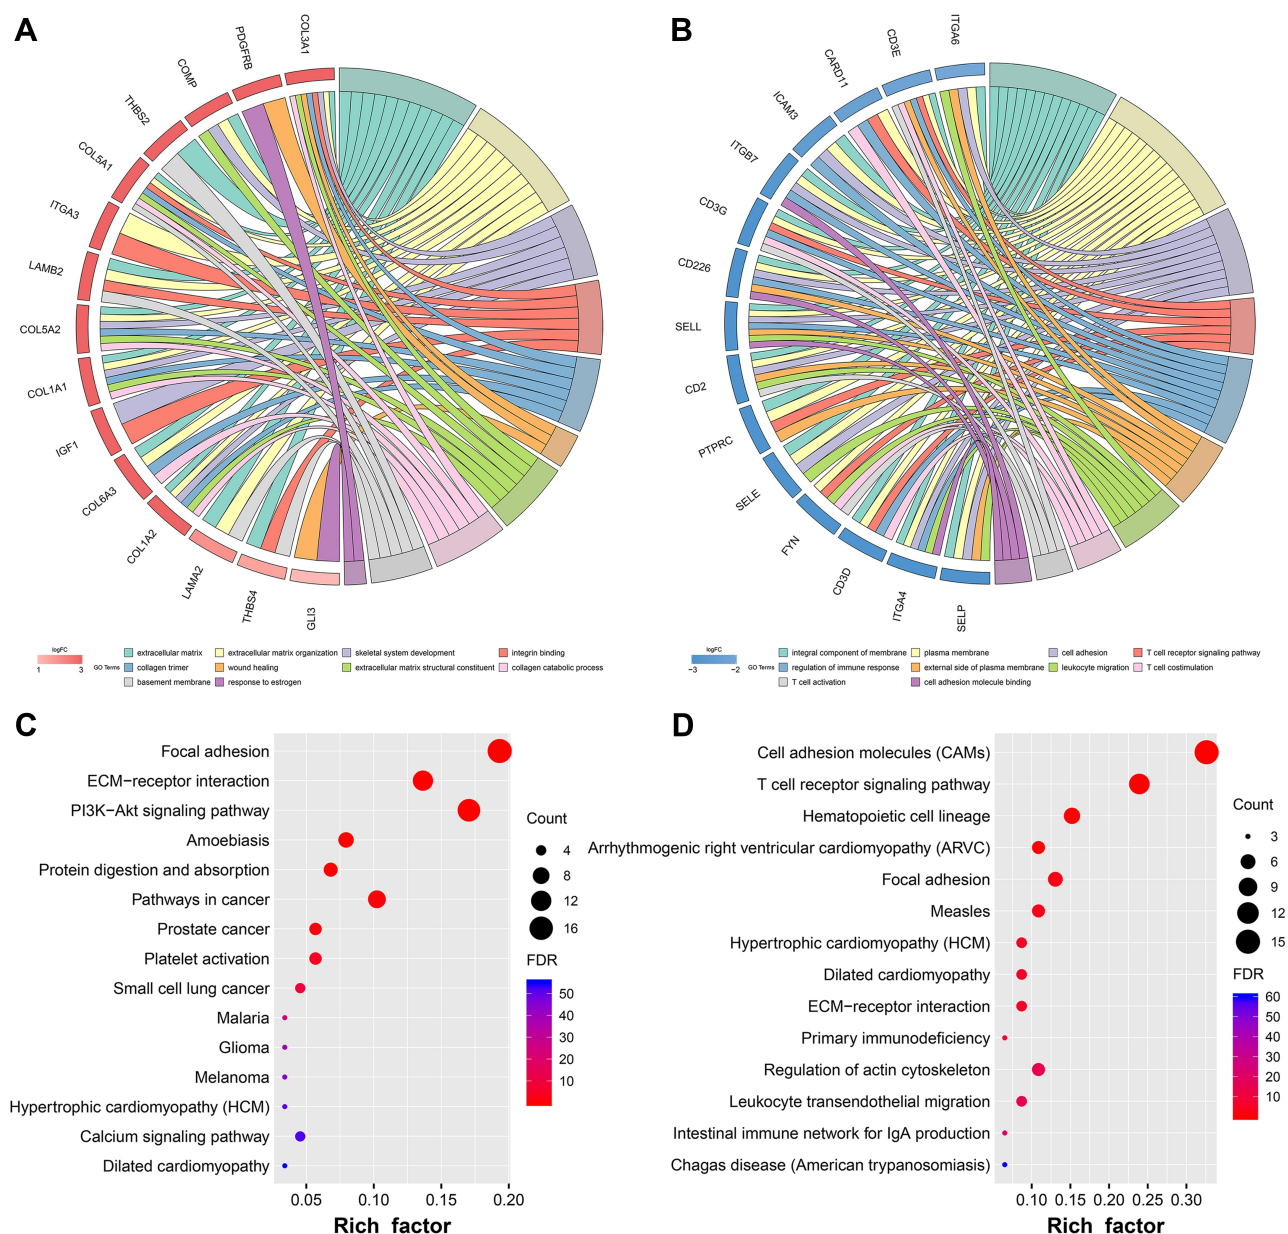 A
COL3A1
PDGFRB
COMP
THBS2
COL5A1
ITGA3
LAMB2
COL5A2
COL1A1
IGF1
COL6A3
COL1A2
LAMA2
THBS4
GLI3
logFC
1 3
GO Terms
extracellular matrix extracellular matrix organization skeletal system development integrin binding
collagen trimer wound healing extracellular matrix structural constituent collagen catabolic process
basement membrane response to estrogen
B
ITGA6
CD3E
CARD11
ICAM3
ITGB7
CD3G
CD226
SELL
CD2
PTPRC
SELE
FYN
CD3D
ITGA4
SELP
logFC
−3 −2
GO Terms
integral component of membrane plasma membrane cell adhesion T cell receptor signaling pathway
regulation of immune response external side of plasma membrane leukocyte migration T cell costimulation
T cell activation cell adhesion molecule binding
C
Focal adhesion
ECM−receptor interaction
PI3K−Akt signaling pathway
Amoebiasis
Protein digestion and absorption
Pathways in cancer
Prostate cancer
Platelet activation
Small cell lung cancer
Malaria
Glioma
Melanoma
Hypertrophic cardiomyopathy (HCM)
Calcium signaling pathway
Dilated cardiomyopathy
0.05 0.10 0.15 0.20
Rich factor
Count
4
8
12
16
FDR
50
40
30
20
10
D
Cell adhesion molecules (CAMs)
T cell receptor signaling pathway
Hematopoietic cell lineage
Arrhythmogenic right ventricular cardiomyopathy (ARVC)
Focal adhesion
Measles
Hypertrophic cardiomyopathy (HCM)
Dilated cardiomyopathy
ECM−receptor interaction
Primary immunodeficiency
Regulation of actin cytoskeleton
Leukocyte transendothelial migration
Intestinal immune network for IgA production
Chagas disease (American trypanosomiasis)
0.10 0.15 0.20 0.25 0.30
Rich factor
Count
3
6
9
12
15
FDR
60
50
40
30
20
10